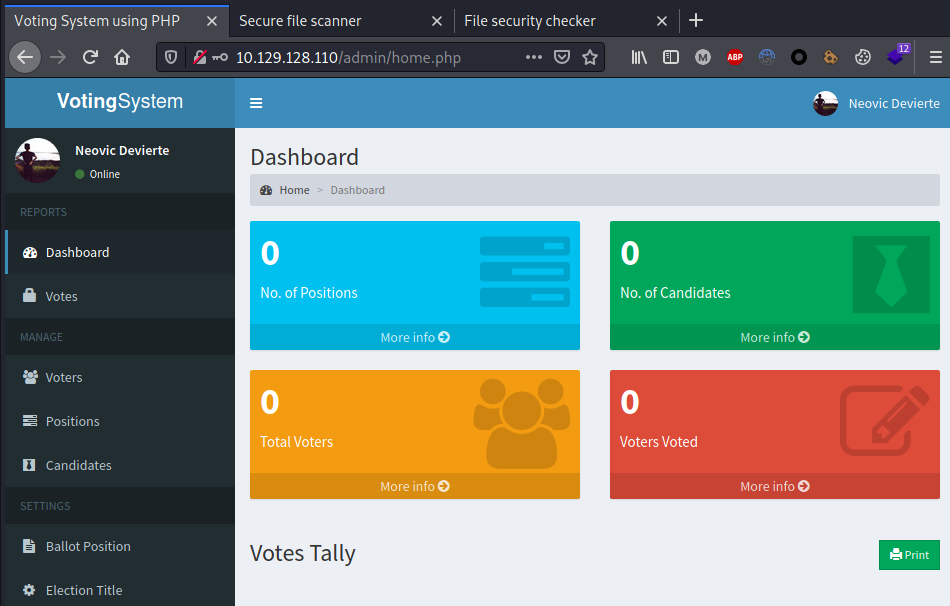 Voting System using PHP
Secure file scanner
File security checker
10.129.128.110/admin/home.php
M
ABP
12
VotingSystem
Neovic Devierte
Neovic Devierte
Online
REPORTS
Dashboard
Votes
MANAGE
Voters
Positions
Candidates
SETTINGS
Ballot Position
Election Title
Dashboard
Home > Dashboard
0
No. of Positions
More info
0
No. of Candidates
More info
0
Total Voters
More info
0
Voters Voted
More info
Votes Tally
Print